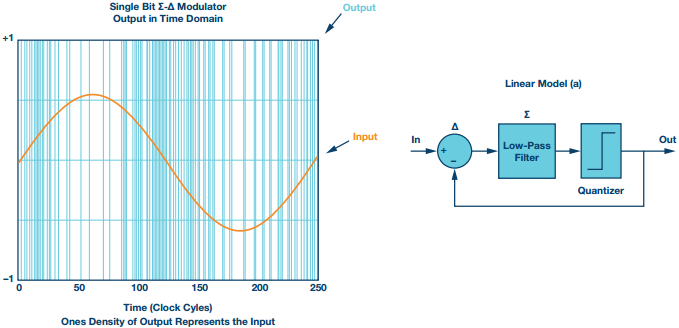 Single Bit Σ-Δ Modulator
Output in Time Domain
Output
+1
Input
–1
0
50
100
150
200
250
Time (Clock Cyles)
Ones Density of Output Represents the Input
Linear Model (a)
Σ
Δ
In
+
–
Low-Pass
Filter
Quantizer
Out